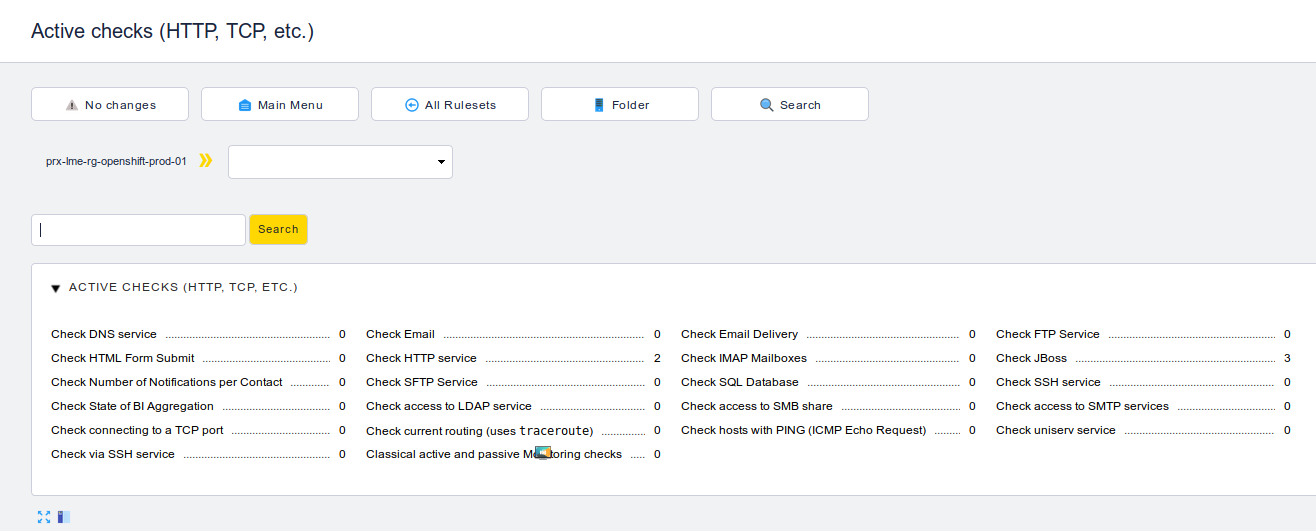 Active checks (HTTP, TCP, etc.)
No changes Main Menu All Rulesets Folder Search
prx-lme-rg-openshift-prod-01
Search
ACTIVE CHECKS (HTTP, TCP, ETC.)
Check DNS service 0 Check Email 0 Check Email Delivery 0 Check FTP Service 0
Check HTML Form Submit 0 Check HTTP service 2 Check IMAP Mailboxes 0 Check JBoss 3
Check Number of Notifications per Contact 0 Check SFTP Service 0 Check SQL Database 0 Check SSH service 0
Check State of BI Aggregation 0 Check access to LDAP service 0 Check access to SMB share 0 Check access to SMTP services 0
Check connecting to a TCP port 0 Check current routing (uses traceroute) 0 Check hosts with PING (ICMP Echo Request) 0 Check uniserv service 0
Check via SSH service 0 Classical active and passive checks 0